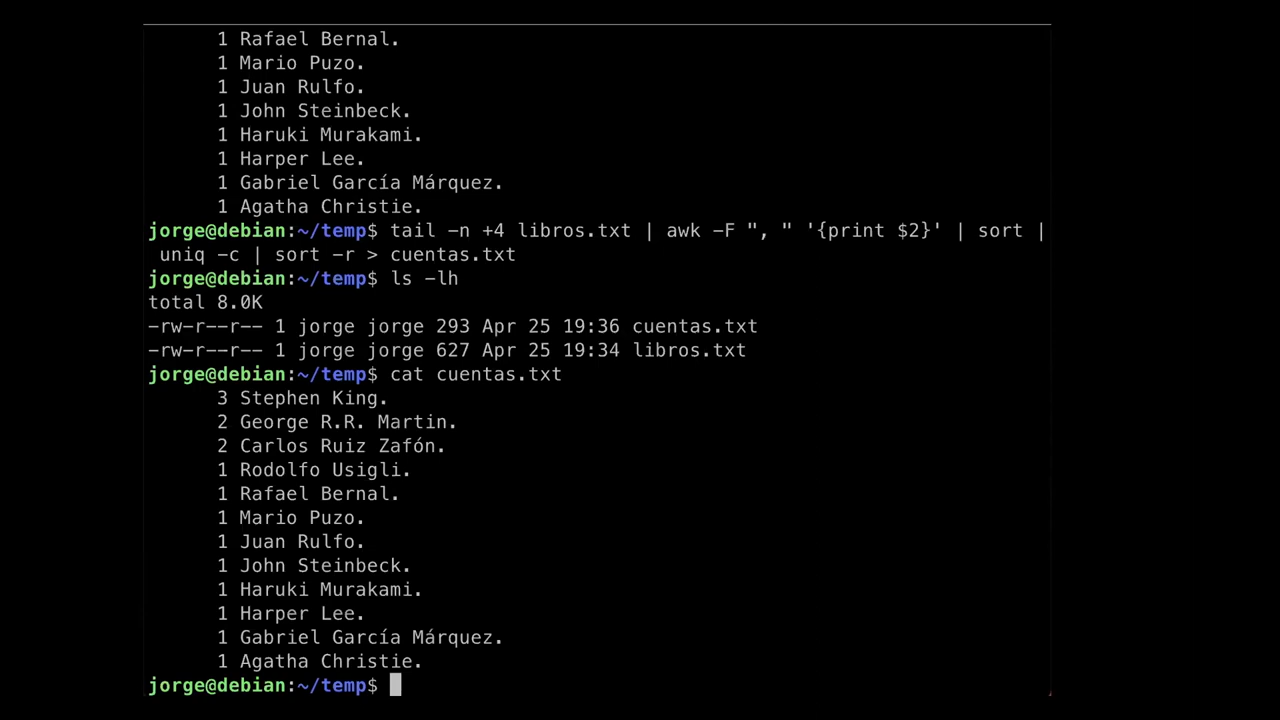 1 Rafael Bernal.
1 Mario Puzo.
1 Juan Rulfo.
1 John Steinbeck.
1 Haruki Murakami.
1 Harper Lee.
1 Gabriel García Márquez.
1 Agatha Christie.
jorge@debian:~/temp$ tail -n +4 libros.txt | awk -F ", " '{print $2}' | sort |
uniq -c | sort -r > cuentas.txt
jorge@debian:~/temp$ ls -lh
total 8.0K
-rw-r--r-- 1 jorge jorge 293 Apr 25 19:36 cuentas.txt
-rw-r--r-- 1 jorge jorge 627 Apr 25 19:34 libros.txt
jorge@debian:~/temp$ cat cuentas.txt
3 Stephen King.
2 George R.R. Martin.
2 Carlos Ruiz Zafón.
1 Rodolfo Usigli.
1 Rafael Bernal.
1 Mario Puzo.
1 Juan Rulfo.
1 John Steinbeck.
1 Haruki Murakami.
1 Harper Lee.
1 Gabriel García Márquez.
1 Agatha Christie.
jorge@debian:~/temp$